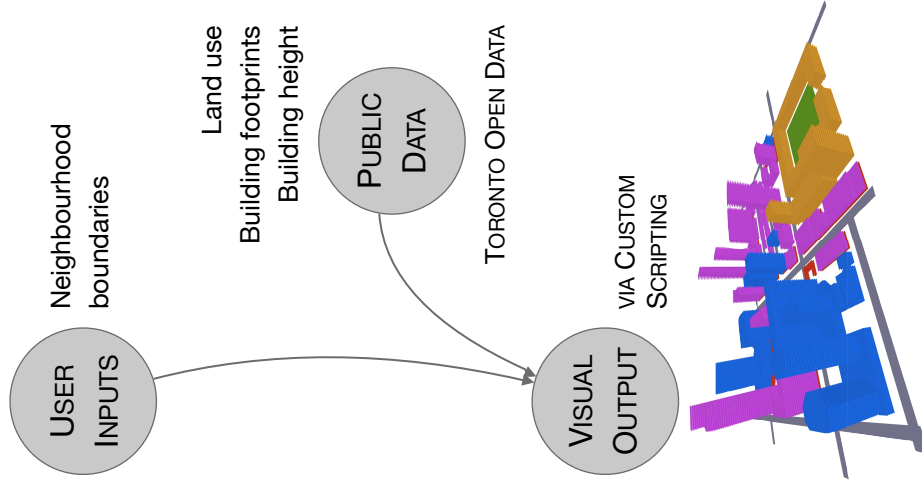 USER
INPUTS
Neighbourhood
boundaries
Land use
Building footprints
Building height
PUBLIC
DATA
TORONTO OPEN DATA
VISUAL
OUTPUT
VIA CUSTOM
SCRIPTING